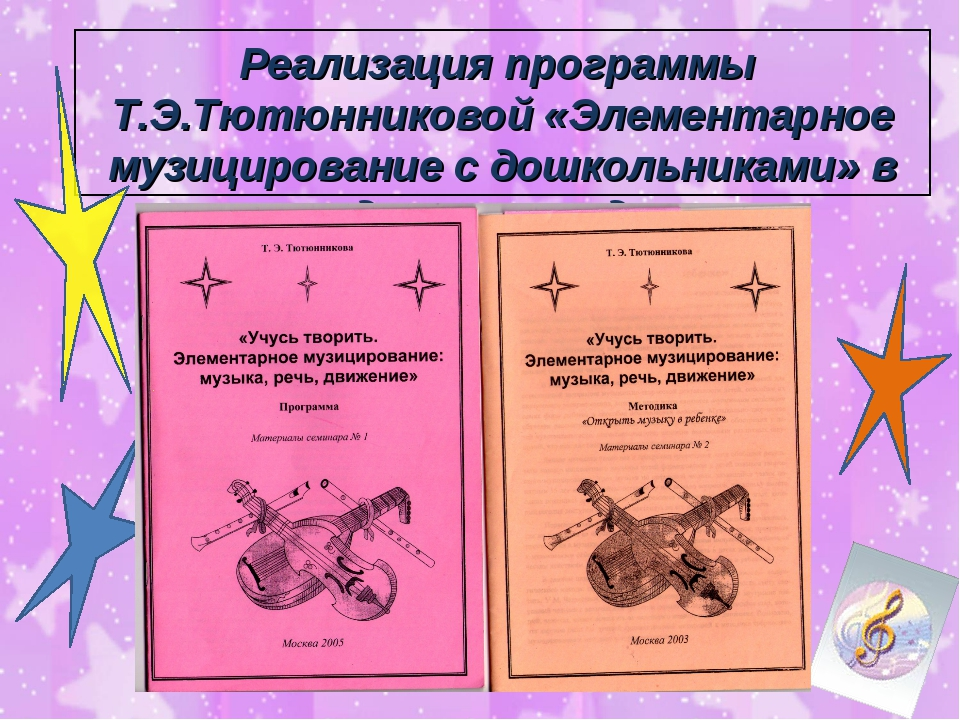 Реализация программы
Т.Э.Тютюнниковой «Элементарное
музицирование с дошкольниками» в
Т. Э. Тютюнникова
«Учусь творить.
Элементарное музицирование:
музыка, речь, движение»
Программа
Материалы семинара № 1
Москва 2005
Т. Э. Тютюнникова
«Учусь творить.
Элементарное музицирование:
музыка, речь, движение»
Методика
«Открыть музыку в ребенке»
Материалы семинара № 2
Москва 2003